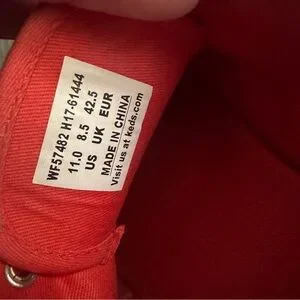 WF57482 H17-61444
11.0 8.5 42.5
US UK EUR
MADE IN CHINA
Visit us at keds.com